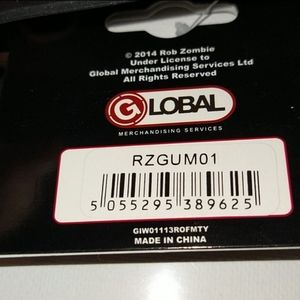 © 2014 Rob Zombie
Under License to
Global Merchandising Services Ltd
All Rights Reserved
GLOBAL
MERCHANDISING SERVICES
RZGUM01
5 055295 389625
GIW01113ROFMTY
MADE IN CHINA